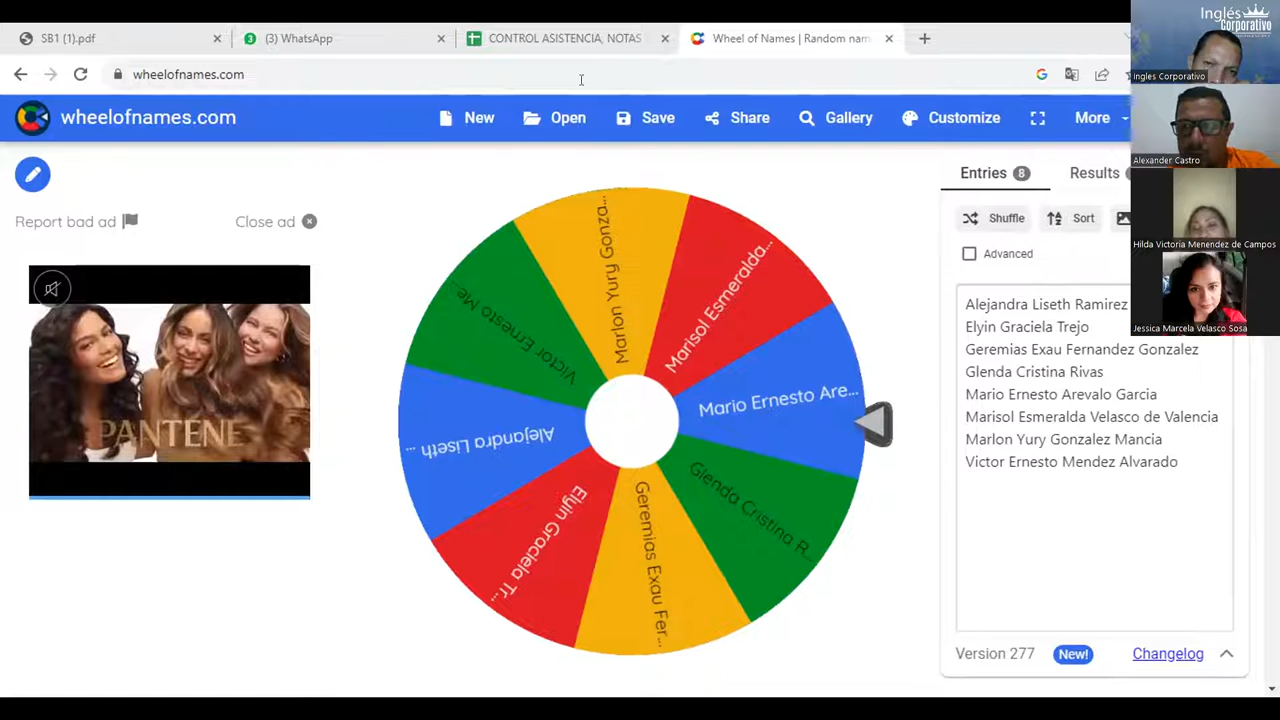 SB1 (1).pdf
(3) WhatsApp
CONTROL ASISTENCIA, NOTAS
Wheel of Names | Random nam
wheelofnames.com
wheelofnames.com
New
Open
Save
Share
Gallery
Customize
More
Report bad ad
Close ad
PANTENE
Marlon Yury Gonza...
Marisol Esmeralda...
Mario Ernesto Are...
Glenda Cristina R...
Geremias Exau Fer...
Elyin Graciela Tr...
Alejandra Liseth ...
Victor Ernesto Me...
Entries 8
Results
Shuffle
Sort
Advanced
Alejandra Liseth Ramirez
Elyin Graciela Trejo
Geremias Exau Fernandez Gonzalez
Glenda Cristina Rivas
Mario Ernesto Arevalo Garcia
Marisol Esmeralda Velasco de Valencia
Marlon Yury Gonzalez Mancia
Victor Ernesto Mendez Alvarado
Version 277
New!
Changelog
Inglés
Corporativo
Ingles Corporativo
Alexander Castro
Hilda Victoria Menendez de Campos
Jessica Marcela Velasco Sosa